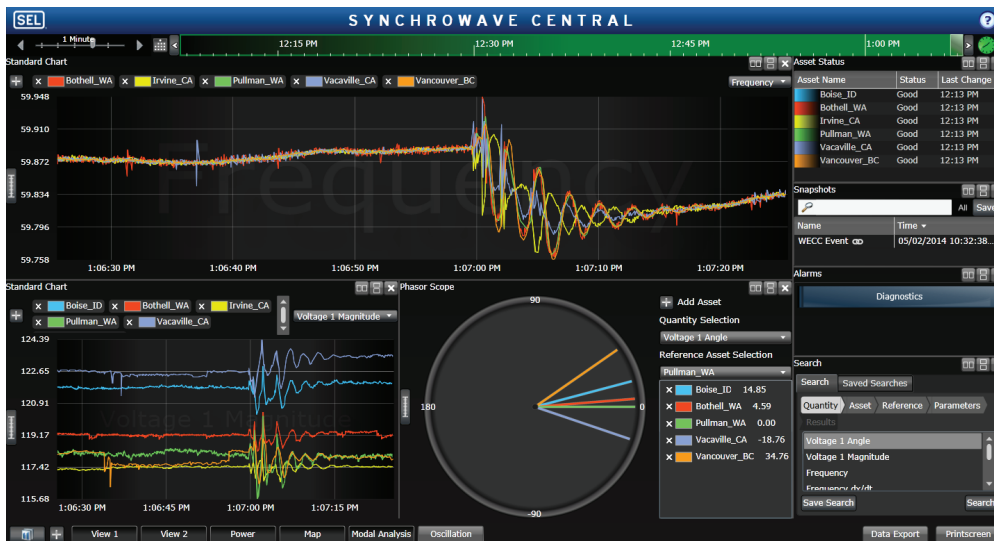 SEL SYNCHROWAVE CENTRAL ?
1 Minute 12:15 PM 12:30 PM 12:45 PM 1:00 PM
Standard Chart
Bothell_WA Irvine_CA Pullman_WA Vacaville_CA Vancouver_BC Frequency
59.948
59.910
59.872
59.834
59.796
59.758
Frequency
1:06:30 PM 1:06:40 PM 1:06:50 PM 1:07:00 PM 1:07:10 PM 1:07:20 PM
Asset Status
Asset Name Status Last Change
Boise_ID Good 12:13 PM
Bothell_WA Good 12:13 PM
Irvine_CA Good 12:13 PM
Pullman_WA Good 12:13 PM
Vacaville_CA Good 12:13 PM
Vancouver_BC Good 12:13 PM
Snapshots
All Save
Name Time
WECC Event 05/02/2014 10:32:38...
Alarms
Diagnostics
Standard Chart
Boise_ID Bothell_WA Irvine_CA
Pullman_WA Vacaville_CA
Voltage 1 Magnitude
124.39
122.65
120.91
119.17
117.42
115.68
Voltage 1 Magnitude
1:06:30 PM 1:06:45 PM 1:07:00 PM 1:07:15 PM
Phasor Scope
90
180
0
-90
Add Asset
Quantity Selection
Voltage 1 Angle
Reference Asset Selection
Pullman_WA
Boise_ID 14.85
Bothell_WA 4.59
Pullman_WA 0.00
Vacaville_CA -18.76
Vancouver_BC 34.76
Search
Search Saved Searches
Quantity Asset Reference Parameters
Results
Voltage 1 Angle
Voltage 1 Magnitude
Frequency
Frequency dx/dt
Save Search Search
View 1 View 2 Power Map Modal Analysis Oscillation Data Export Printscreen